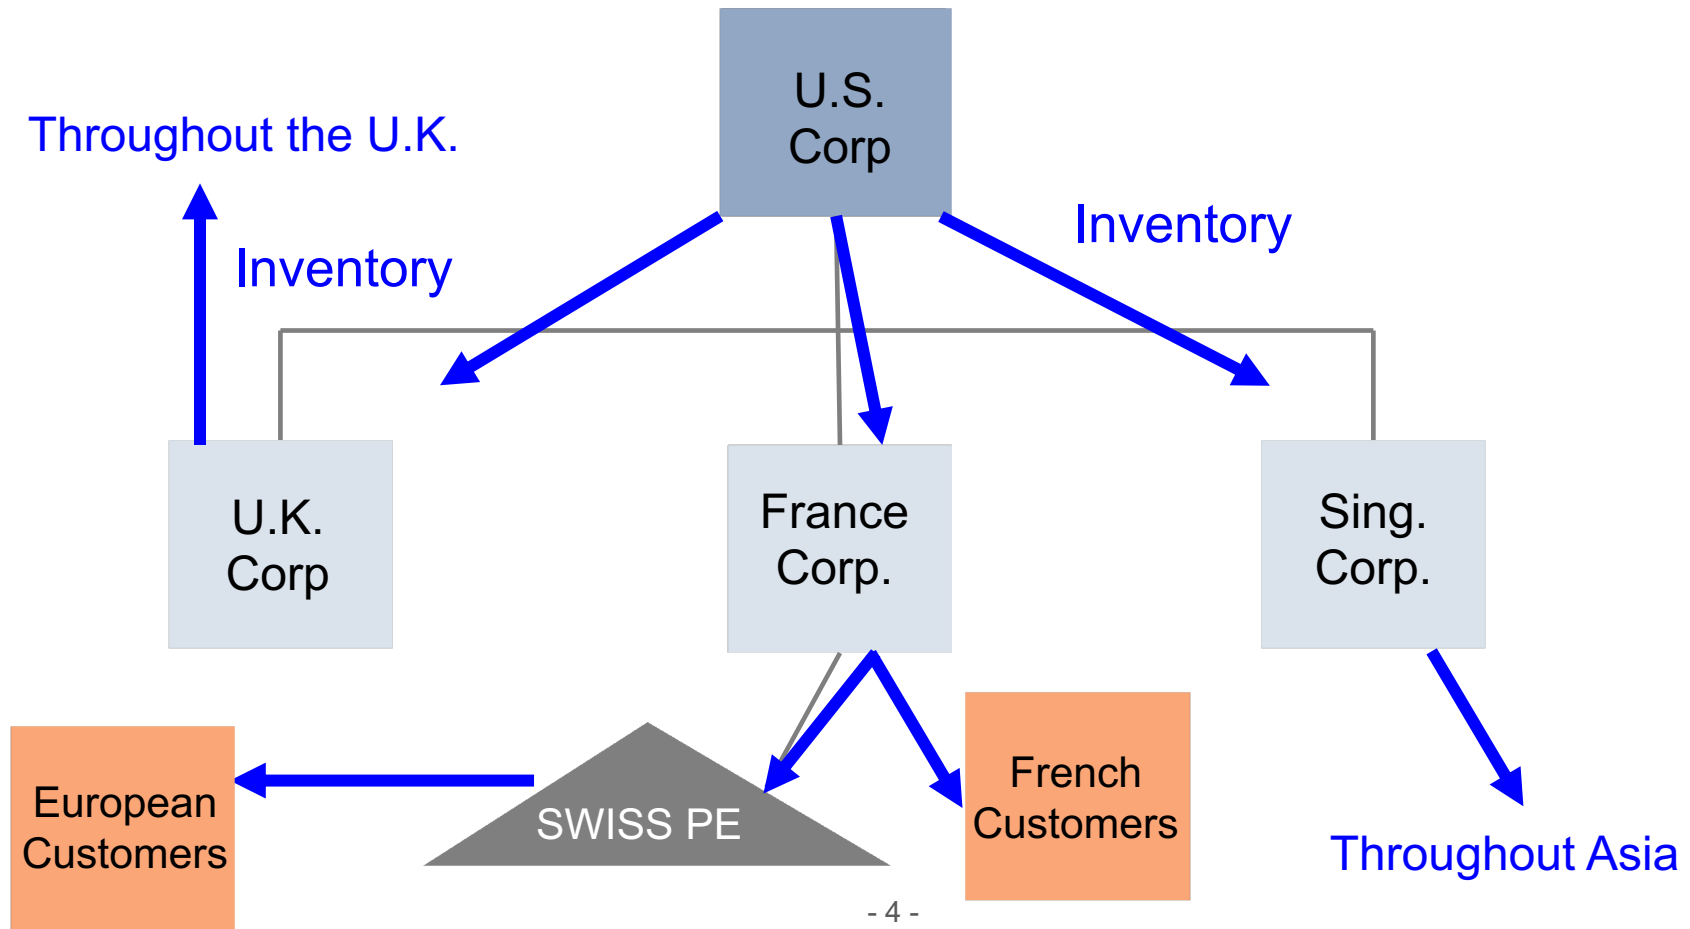 U.S.
Corp
Throughout the U.K.
Inventory
Inventory
U.K.
Corp
France
Corp.
Sing.
Corp.
European
Customers
SWISS PE
French
Customers
Throughout Asia
- 4 -